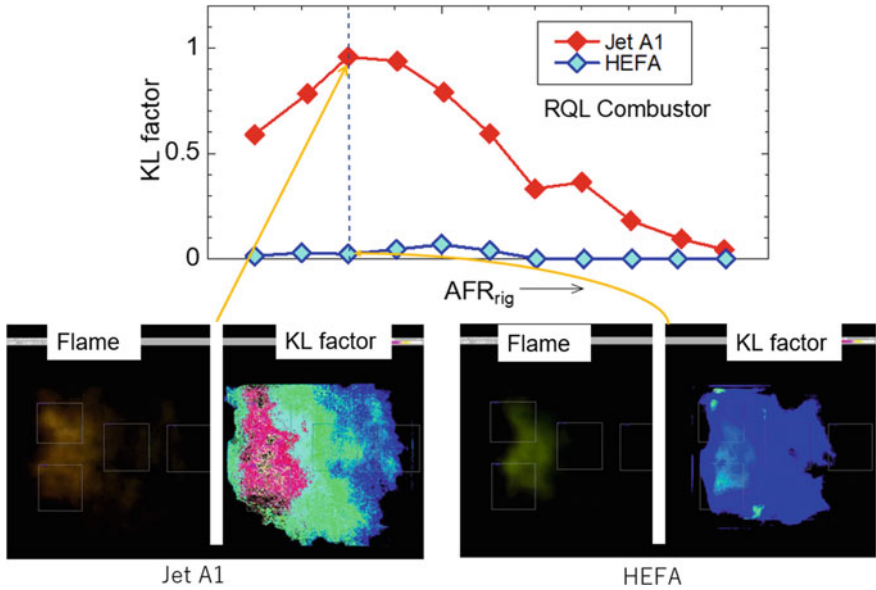 1
0.5
0
KL factor
Jet A1
HEFA
RQL Combustor
AFRrig →
Flame
KL factor
Flame
KL factor
Jet A1
HEFA